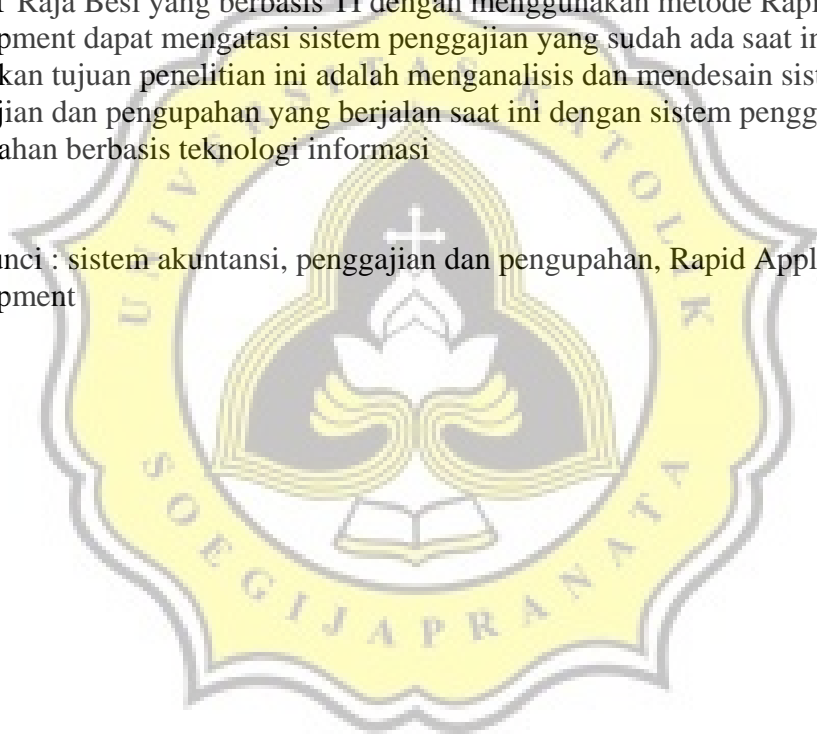 Raja Besi yang berbasis TI dengan menggunakan metode Rapi
pment dapat mengatasi sistem penggajian yang sudah ada saat in
kan tujuan penelitian ini adalah menganalisis dan mendesain sist
jian dan pengupahan yang berjalan saat ini dengan sistem pengg
ahan berbasis teknologi informasi
unci : sistem akuntansi, penggajian dan pengupahan, Rapid Appl
pment
UNIVERSITAS KATOLIK
SOEGIJAPRANATA